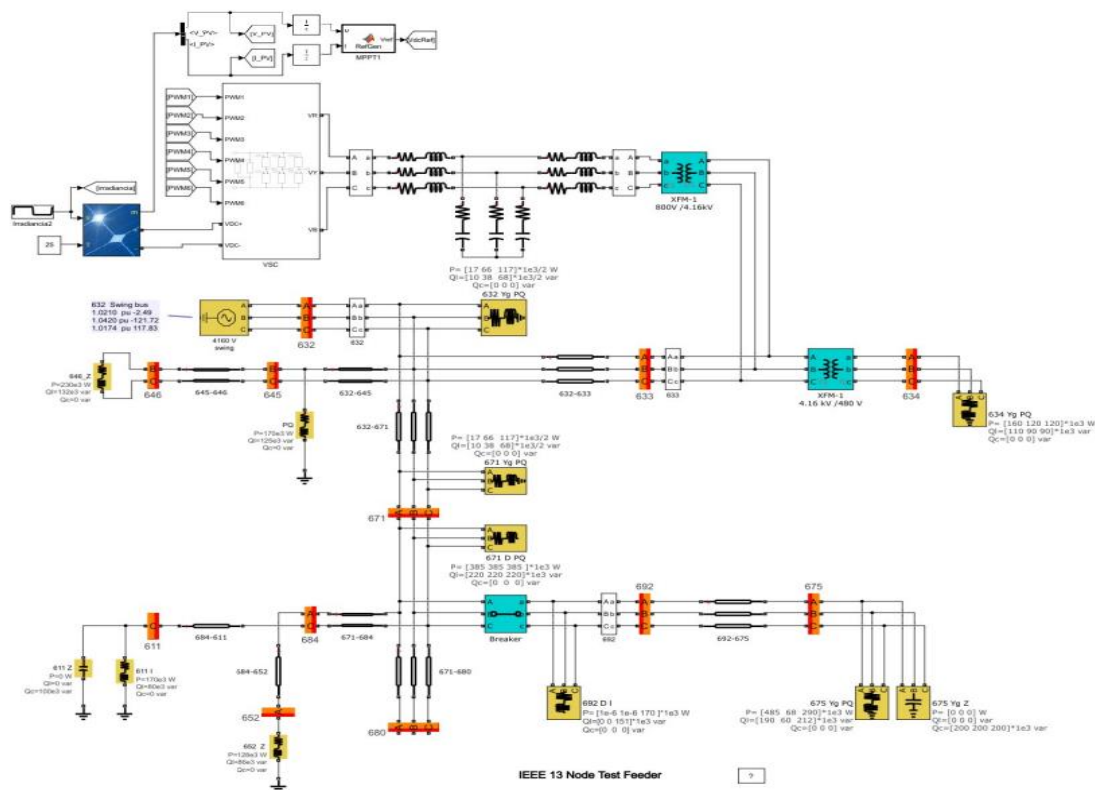 <V_PV>
<I_PV>
[V_PV]
[I_PV]
RefGen
Vref
MPPT1
[VdcRef]
[PWM1]
[PWM2]
[PWM3]
[PWM4]
[PWM5]
[PWM6]
PWM1
PWM2
PWM3
PWM4
PWM5
PWM6
VDC+
VDC-
VR
VY
VB
VSC
[Irradiancia]
Irradiancia2
25
XFM-1
800V /4.16kV
P= [17 66 117]*1e3/2 W
Ql=[10 38 68]*1e3/2 var
Qc=[0 0 0] var
632 Yg PQ
632 Swing bus
1.0210 pu -2.49
1.0420 pu -121.72
1.0174 pu 117.83
4160 V
swing
632
632
646_Z
P=230e3 W
Ql=132e3 var
Qc=0 var
646
645-646
645
632-645
632-633
633
633
XFM-1
4.16 kV /480 V
634
PQ
P=170e3 W
Ql=125e3 var
Qc=0 var
632-671
634 Yg PQ
P= [160 120 120]*1e3 W
Ql=[110 90 90]*1e3 var
Qc=[0 0 0] var
P= [17 66 117]*1e3/2 W
Ql=[10 38 68]*1e3/2 var
Qc=[0 0 0] var
671 Yg PQ
671
671 D PQ
P= [385 385 385 ]*1e3 W
Ql=[220 220 220]*1e3 var
Qc=[0 0 0] var
611
684-611
684
671-684
Breaker
692
692
692-675
675
611 Z
P=0 W
Ql=0 var
Qc=100e3 var
611 I
P=170e3 W
Ql=80e3 var
Qc=0 var
684-652
652
652 Z
P=128e3 W
Ql=86e3 var
Qc=0 var
671-680
680
692 D I
P= [1e-6 1e-6 170 ]*1e3 W
Ql=[0 0 151]*1e3 var
Qc=[0 0 0] var
675 Yg PQ
P= [485 68 290]*1e3 W
Ql=[190 60 212]*1e3 var
Qc=[0 0 0] var
675 Yg Z
P= [0 0 0] W
Ql=[0 0 0] var
Qc=[200 200 200]*1e3 var
IEEE 13 Node Test Feeder
?